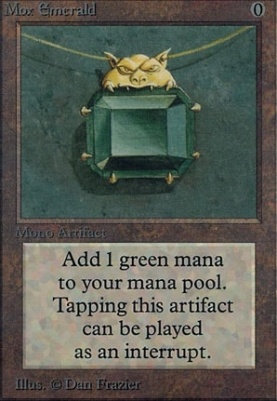 Mox Emerald 0
Mono Artifact
Add 1 green mana
to your mana pool.
Tapping this artifact
can be played
as an interrupt.
Illus. © Dan Frazier